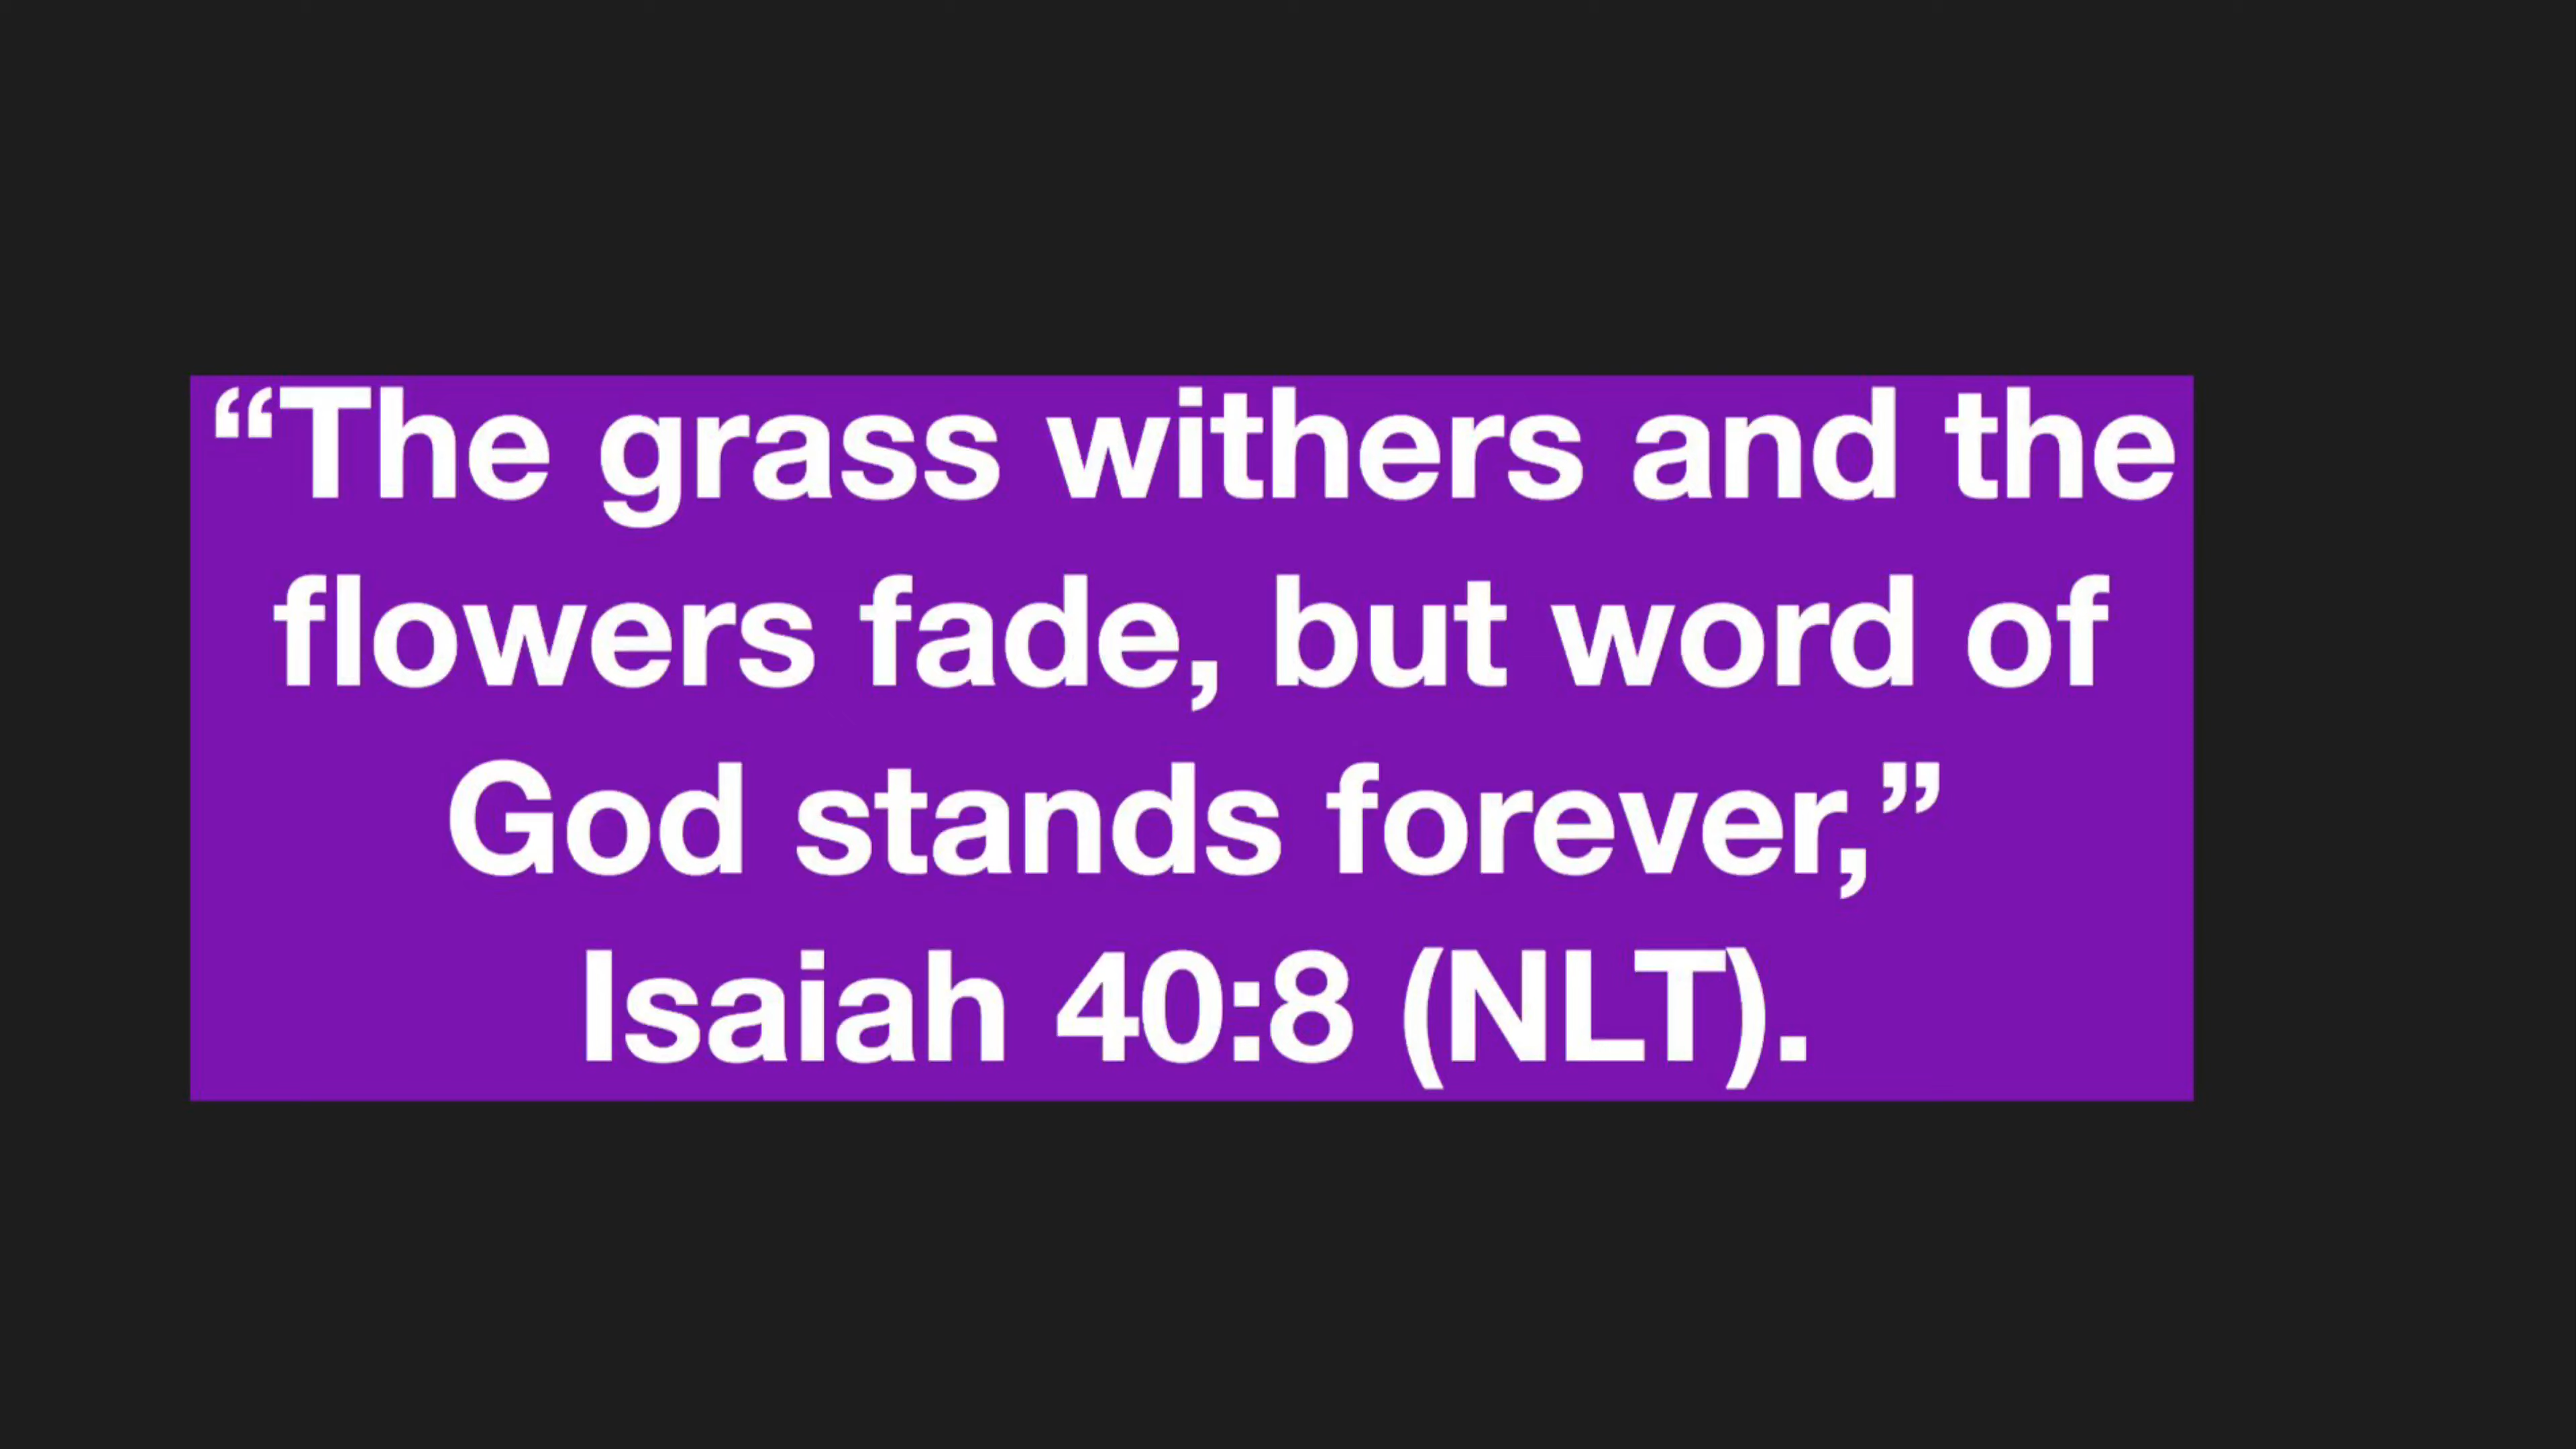 “The grass withers and the
flowers fade, but word of
God stands forever,”
Isaiah 40:8 (NLT).